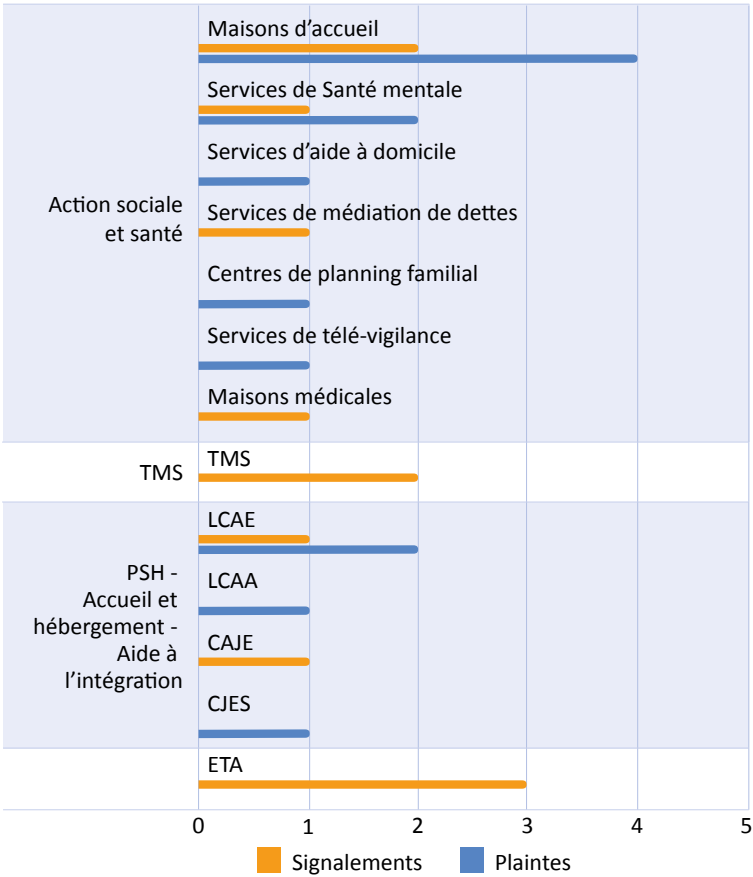 Maisons d’accueil
Services de Santé mentale
Services d’aide à domicile
Action sociale
et santé
Services de médiation de dettes
Centres de planning familial
Services de télé-vigilance
Maisons médicales
TMS
TMS
LCAE
PSH -
Accueil et
hébergement -
Aide à
l’intégration
LCAA
CAJE
CJES
ETA
0 1 2 3 4 5
Signalements Plaintes